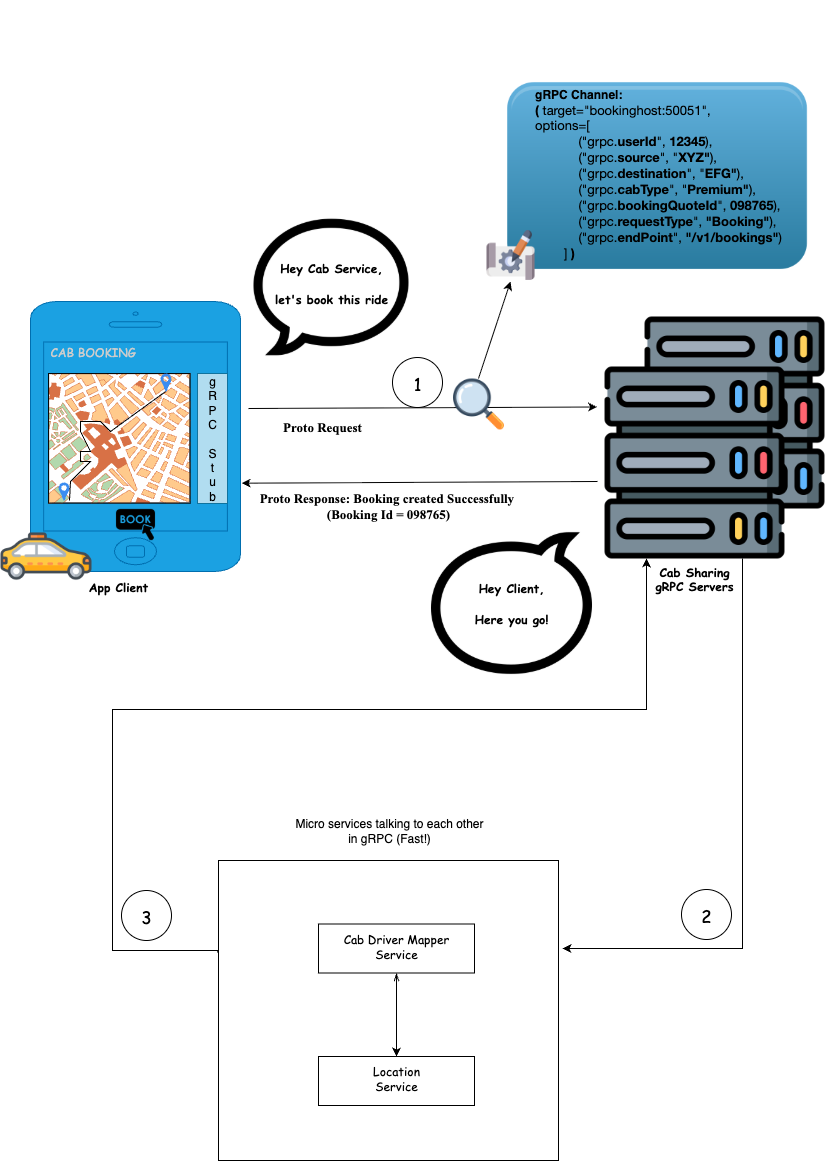 gRPC Channel:
( target="bookinghost:50051",
options=[
("grpc.userId", 12345),
("grpc.source", "XYZ"),
("grpc.destination", "EFG"),
("grpc.cabType", "Premium"),
("grpc.bookingQuoteId", 098765),
("grpc.requestType", "Booking"),
("grpc.endPoint", "/v1/bookings")
] )
Hey Cab Service,
let's book this ride
CAB BOOKING
gRPC Stub
BOOK
App Client
1
Proto Request
Proto Response: Booking created Successfully
(Booking Id = 098765)
Hey Client,
Here you go!
Cab Sharing
gRPC Servers
Micro services talking to each other
in gRPC (Fast!)
3
2
Cab Driver Mapper
Service
Location
Service